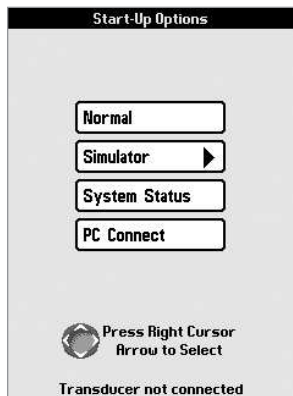 Start-Up Options
Normal
Simulator
System Status
PC Connect
Press Right Cursor
Arrow to Select
Transducer not connected